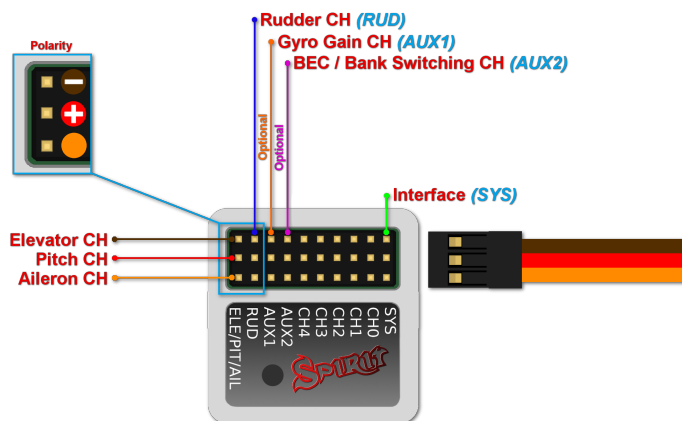 Rudder CH (RUD)
Gyro Gain CH (AUX1)
BEC / Bank Switching CH (AUX2)
Polarity
Optional
Optional
Interface (SYS)
Elevator CH
Pitch CH
Aileron CH
ELE/PIT/AIL
RUD
AUX1
AUX2
CH4
CH3
CH2
CH1
CH0
SYS
SPIRIT